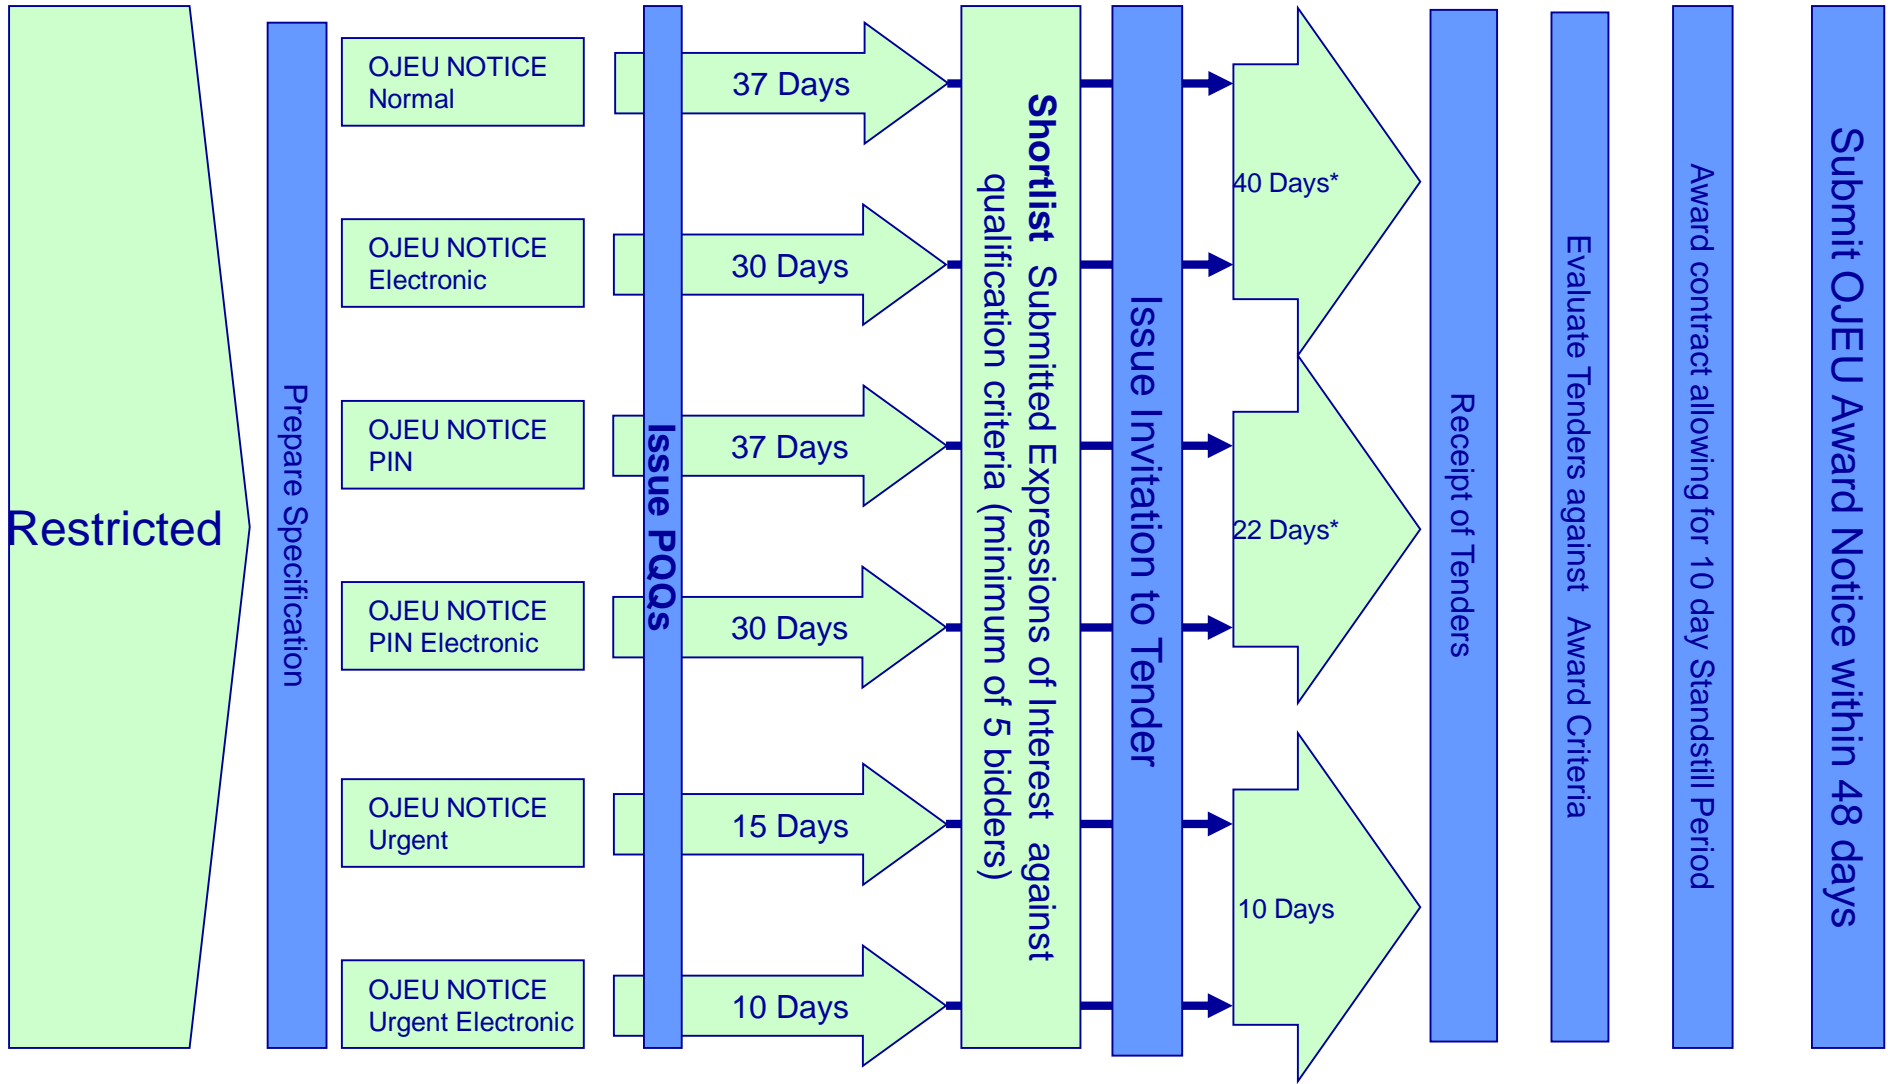 Restricted
Prepare Specification
OJEU NOTICE
Normal
OJEU NOTICE
Electronic
OJEU NOTICE
PIN
OJEU NOTICE
PIN Electronic
OJEU NOTICE
Urgent
OJEU NOTICE
Urgent Electronic
Issue PQQs
37 Days
30 Days
37 Days
30 Days
15 Days
10 Days
Shortlist Submitted Expressions of Interest against
qualification criteria (minimum of 5 bidders)
Issue Invitation to Tender
40 Days*
22 Days*
10 Days
Receipt of Tenders
Evaluate Tenders against Award Criteria
Award contract allowing for 10 day Standstill Period
Submit OJEU Award Notice within 48 days